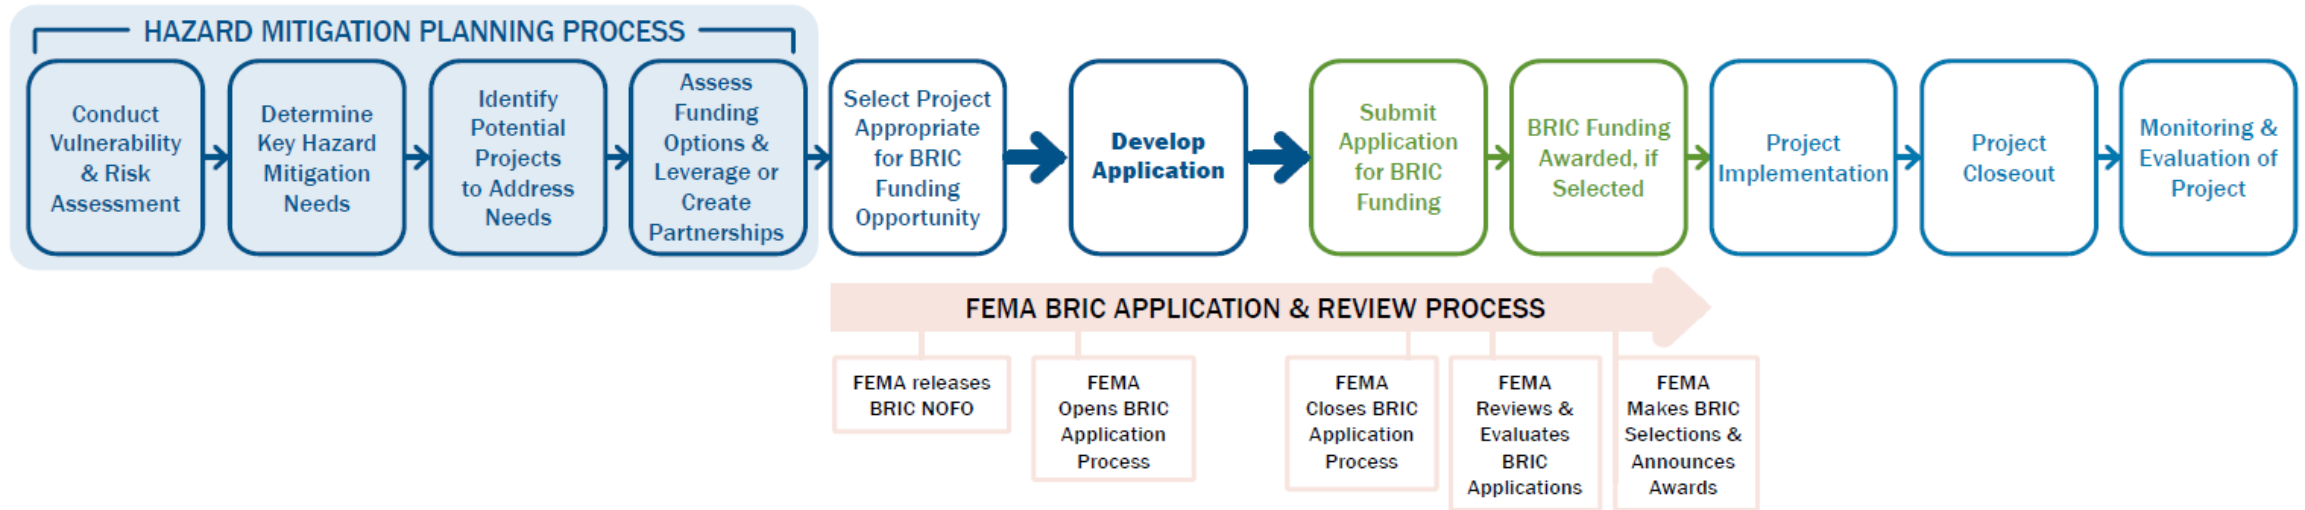 HAZARD MITIGATION PLANNING PROCESS
Conduct
Vulnerability
& Risk
Assessment
Determine
Key Hazard
Mitigation
Needs
Identify
Potential
Projects
to Address
Needs
Assess
Funding
Options &
Leverage or
Create
Partnerships
Select Project
Appropriate
for BRIC
Funding
Opportunity
Develop
Application
Submit
Application
for BRIC
Funding
BRIC Funding
Awarded, if
Selected
Project
Implementation
Project
Closeout
Monitoring &
Evaluation of
Project
FEMA BRIC APPLICATION & REVIEW PROCESS
FEMA releases
BRIC NOFO
FEMA
Opens BRIC
Application
Process
FEMA
Closes BRIC
Application
Process
FEMA
Reviews &
Evaluates
BRIC
Applications
FEMA
Makes BRIC
Selections &
Announces
Awards